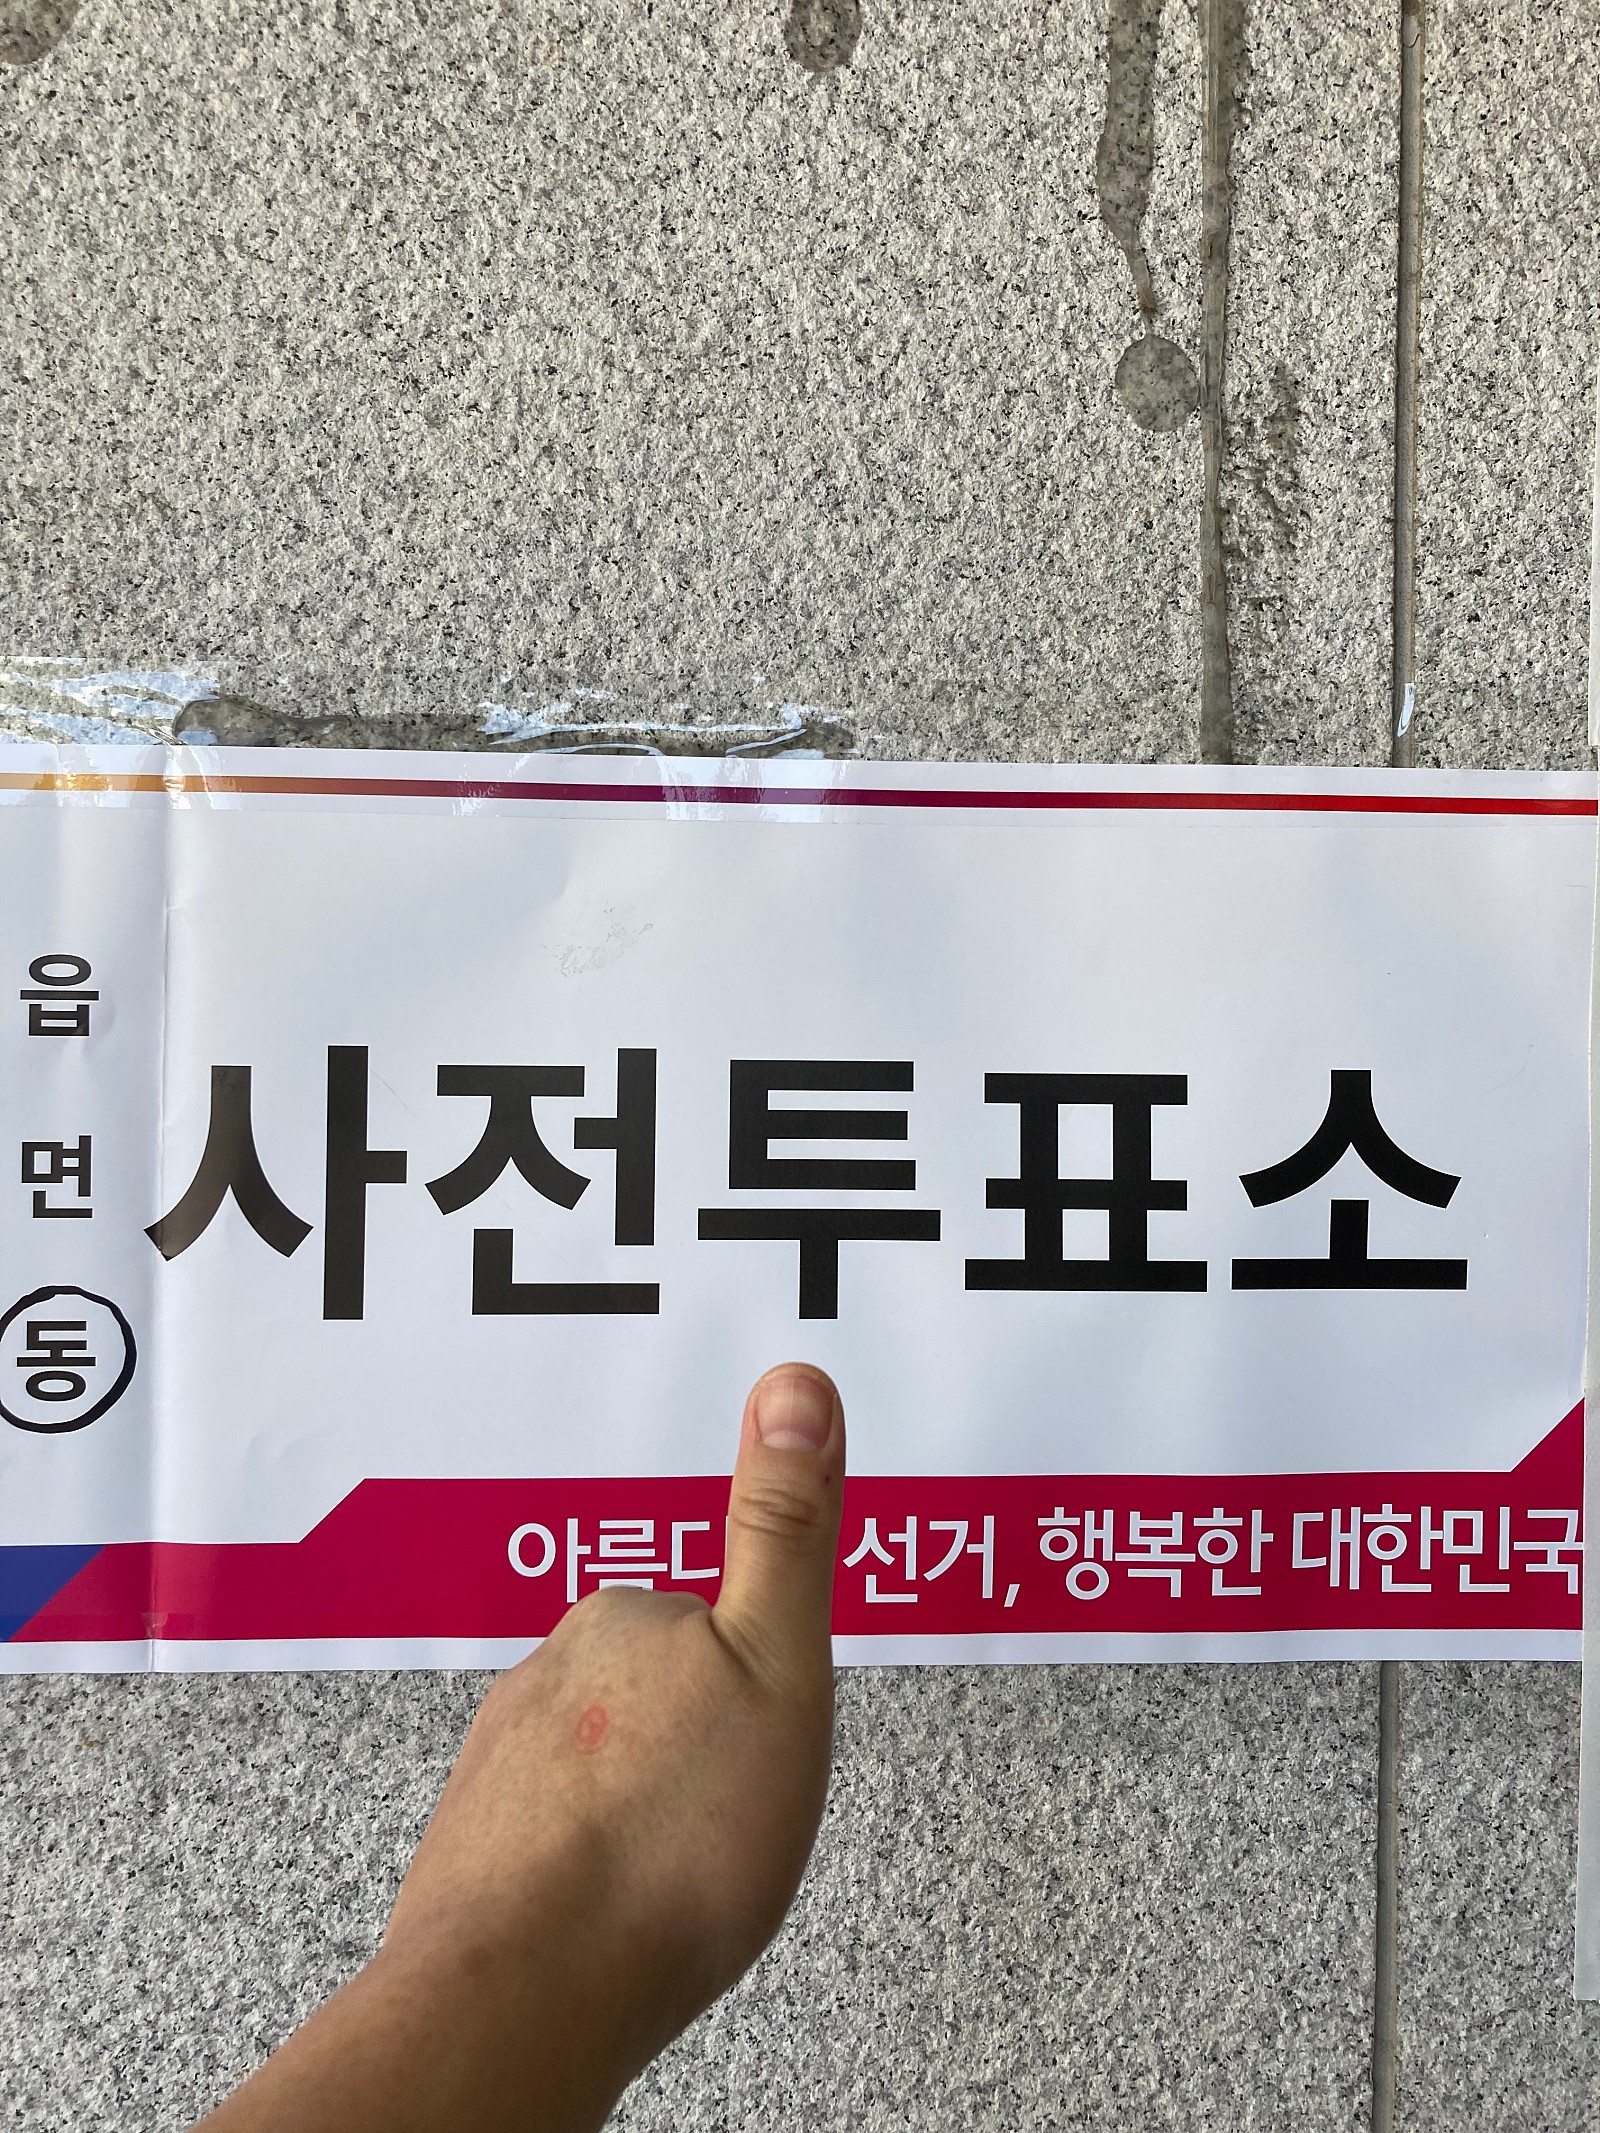 읍
면
동
사전투표소
아름다 선거, 행복한 대한민국